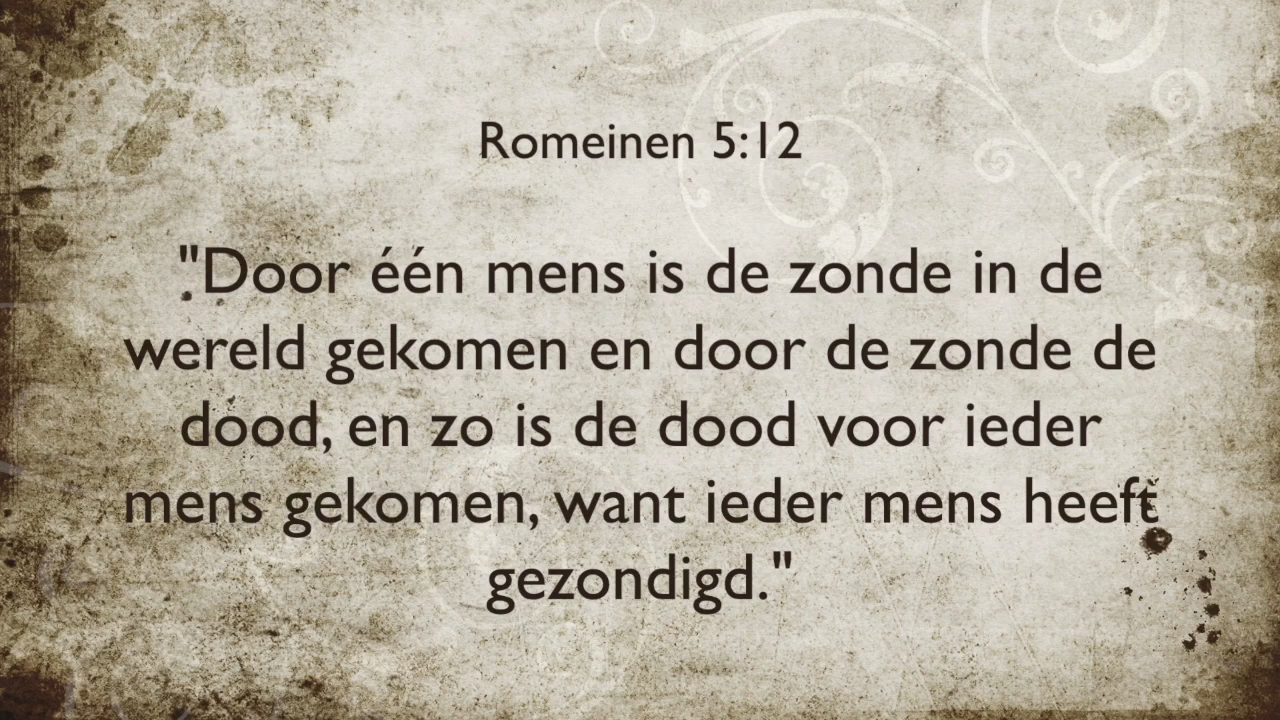 Romeinen 5:12
"Door één mens is de zonde in de
wereld gekomen en door de zonde de
dood, en zo is de dood voor ieder
mens gekomen, want ieder mens heeft
gezondigd."